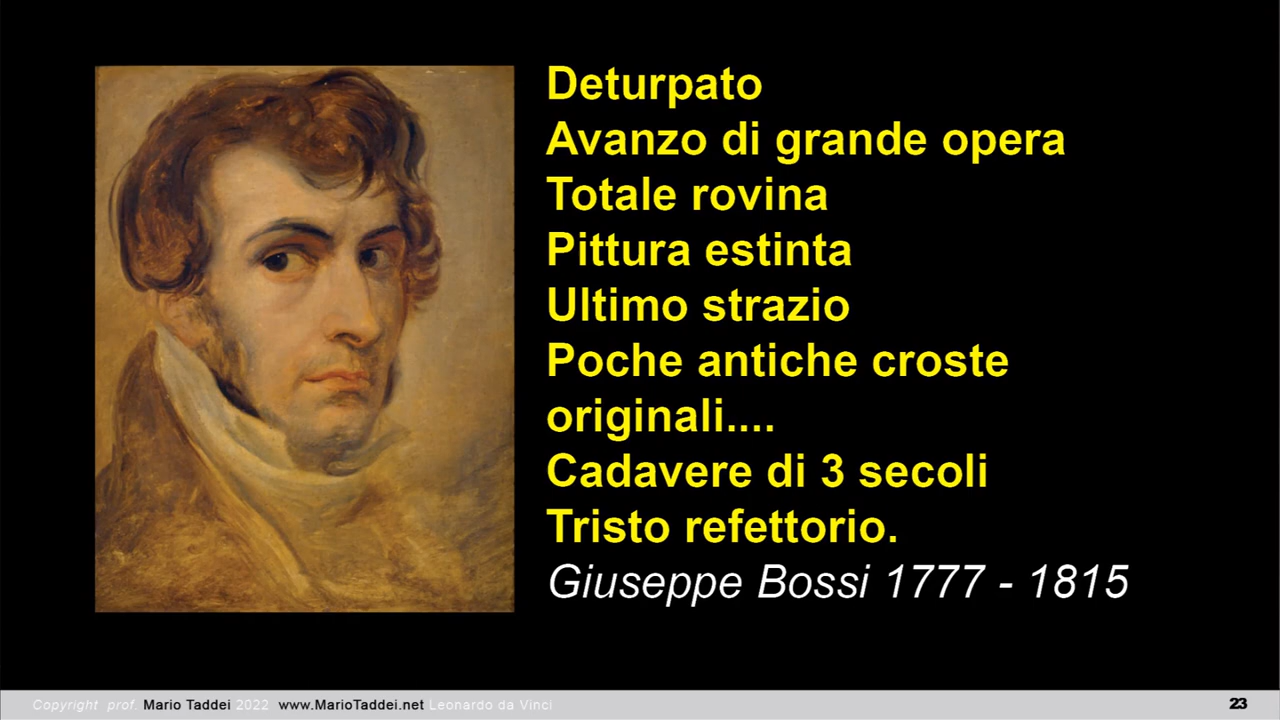 Deturpato
Avanzo di grande opera
Totale rovina
Pittura estinta
Ultimo strazio
Poche antiche croste
originali....
Cadavere di 3 secoli
Tristo refettorio.
Giuseppe Bossi 1777 - 1815
Copyright prof. Mario Taddei 2022 www.MarioTaddei.net Leonardo da Vinci
23